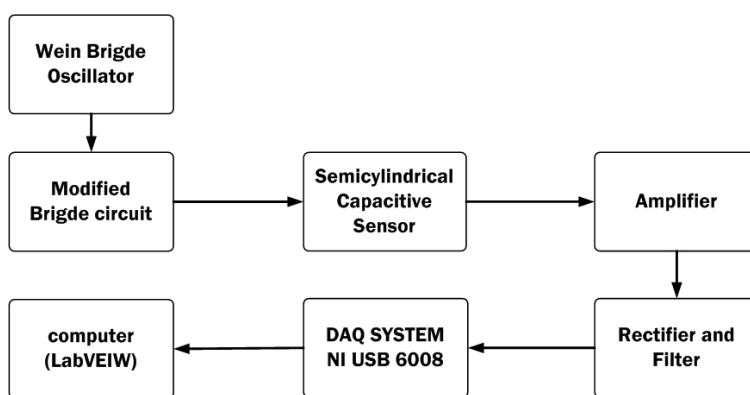 Wein Brigde
Oscillator
Modified
Brigde circuit
Semicylindrical
Capacitive
Sensor
Amplifier
Rectifier and
Filter
DAQ SYSTEM
NI USB 6008
computer
(LabVEIW)